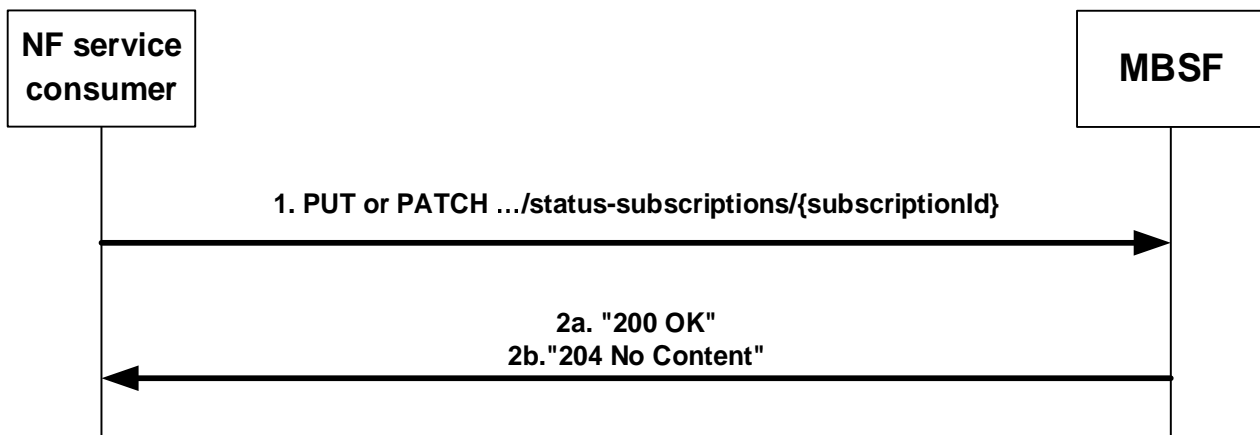 NF service
consumer
MBSF
1. PUT or PATCH …/status-subscriptions/{subscriptionId}
2a. "200 OK"
2b."204 No Content"